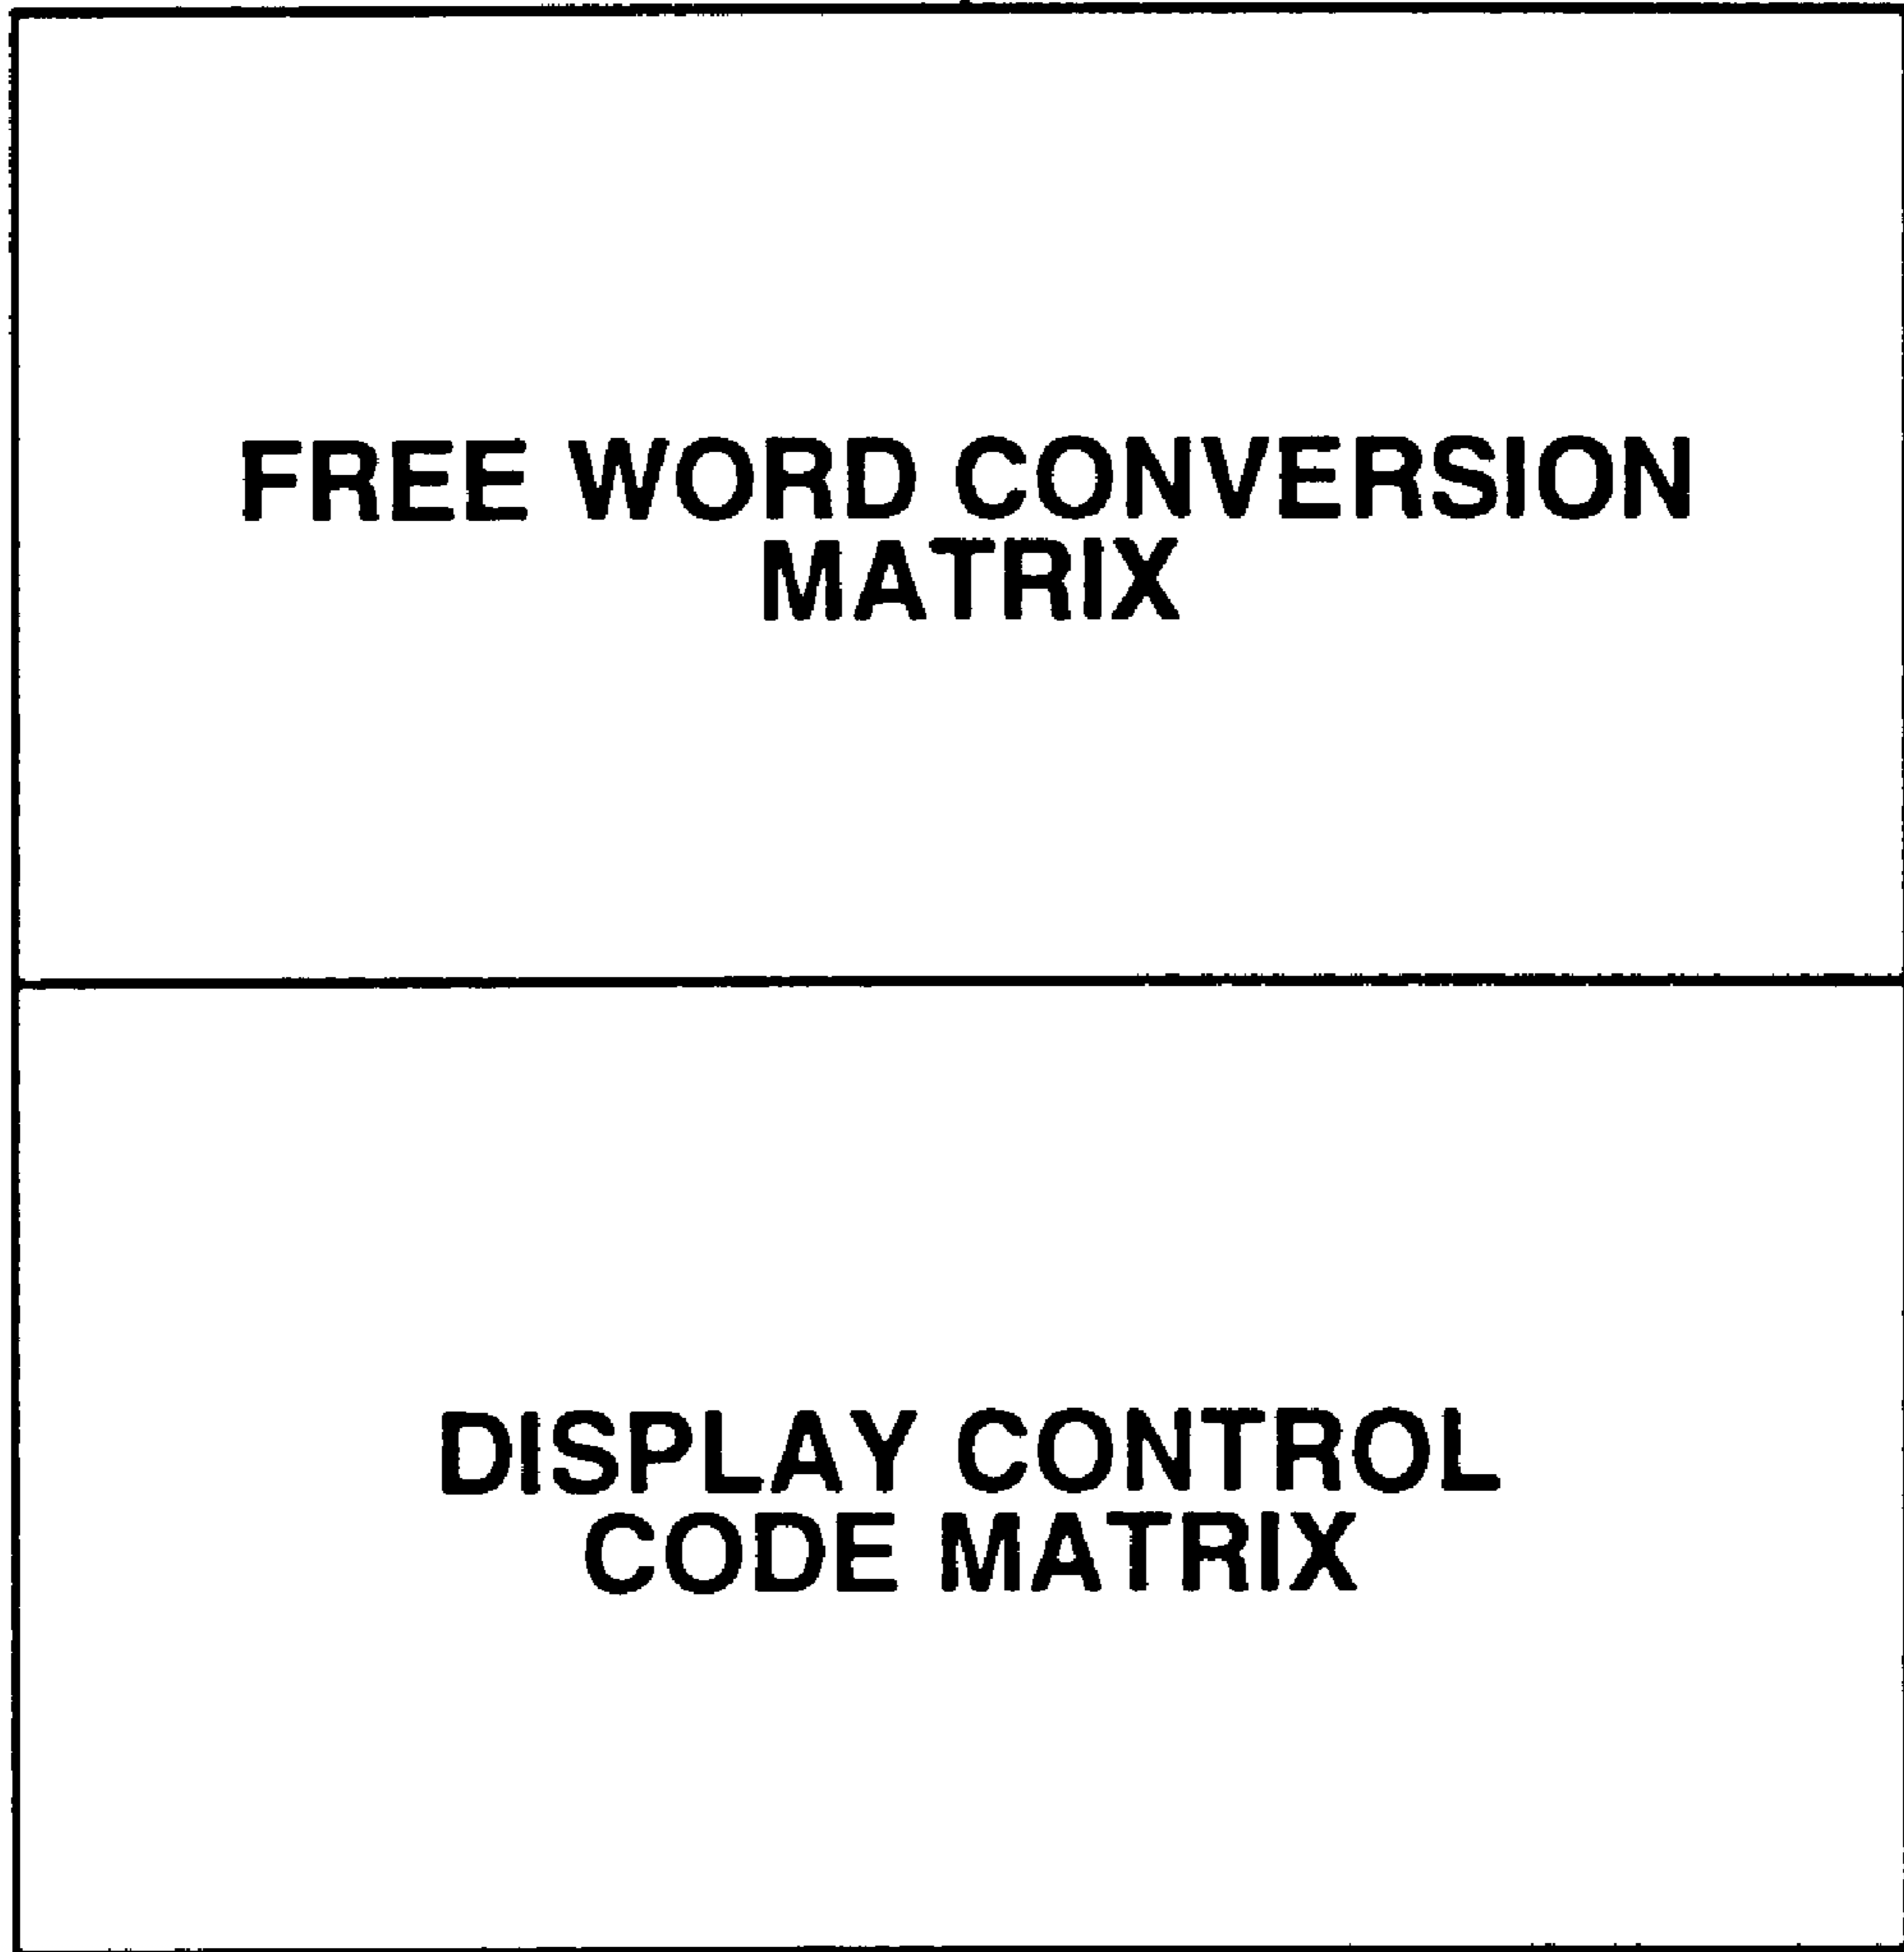 FREE WORD CONVERSION
MATRIX
DISPLAY CONTROL
CODE MATRIX